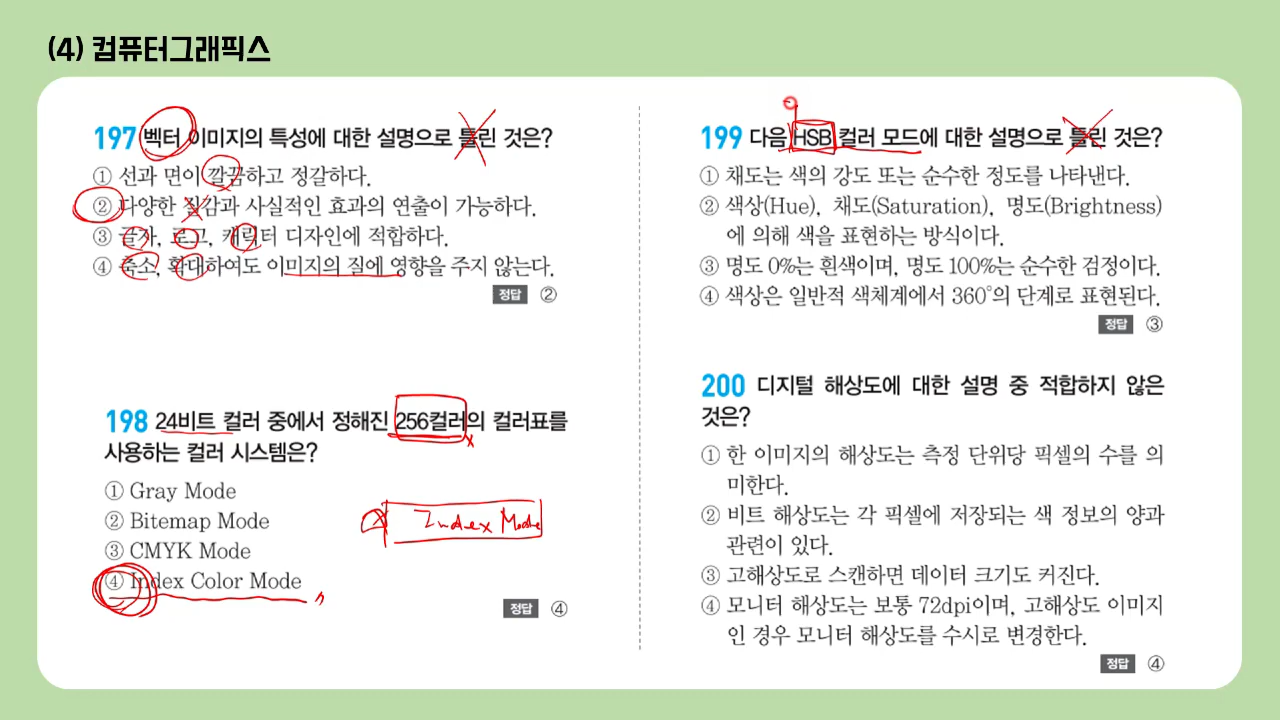 (4) 컴퓨터그래픽스
197 벡터 이미지의 특성에 대한 설명으로 틀린 것은?
① 선과 면이 깔끔하고 정갈하다.
② 다양한 질감과 사실적인 효과의 연출이 가능하다.
③ 글자, 로그, 캐릭터 디자인에 적합하다.
④ 축소, 확대하여도 이미지의 질에 영향을 주지 않는다.
정답 ②
198 24비트 컬러 중에서 정해진 256컬러의 컬러표를
사용하는 컬러 시스템은?
① Gray Mode
② Bitemap Mode
③ CMYK Mode
④ Index Color Mode
Index Mode
정답 ④
199 다음 HSB 컬러 모드에 대한 설명으로 틀린 것은?
① 채도는 색의 강도 또는 순수한 정도를 나타낸다.
② 색상(Hue), 채도(Saturation), 명도(Brightness)
에 의해 색을 표현하는 방식이다.
③ 명도 0%는 흰색이며, 명도 100%는 순수한 검정이다.
④ 색상은 일반적 색체계에서 360°의 단계로 표현된다.
정답 ③
200 디지털 해상도에 대한 설명 중 적합하지 않은
것은?
① 한 이미지의 해상도는 측정 단위당 픽셀의 수를 의
미한다.
② 비트 해상도는 각 픽셀에 저장되는 색 정보의 양과
관련이 있다.
③ 고해상도로 스캔하면 데이터 크기도 커진다.
④ 모니터 해상도는 보통 72dpi이며, 고해상도 이미지
인 경우 모니터 해상도를 수시로 변경한다.
정답 ④